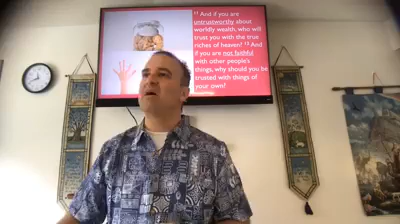 11 And if you are
untrustworthy about
worldly wealth, who will
trust you with the true
riches of heaven? 12 And
if you are not faithful
with other people's
things, why should you be
trusted with things of
your own?